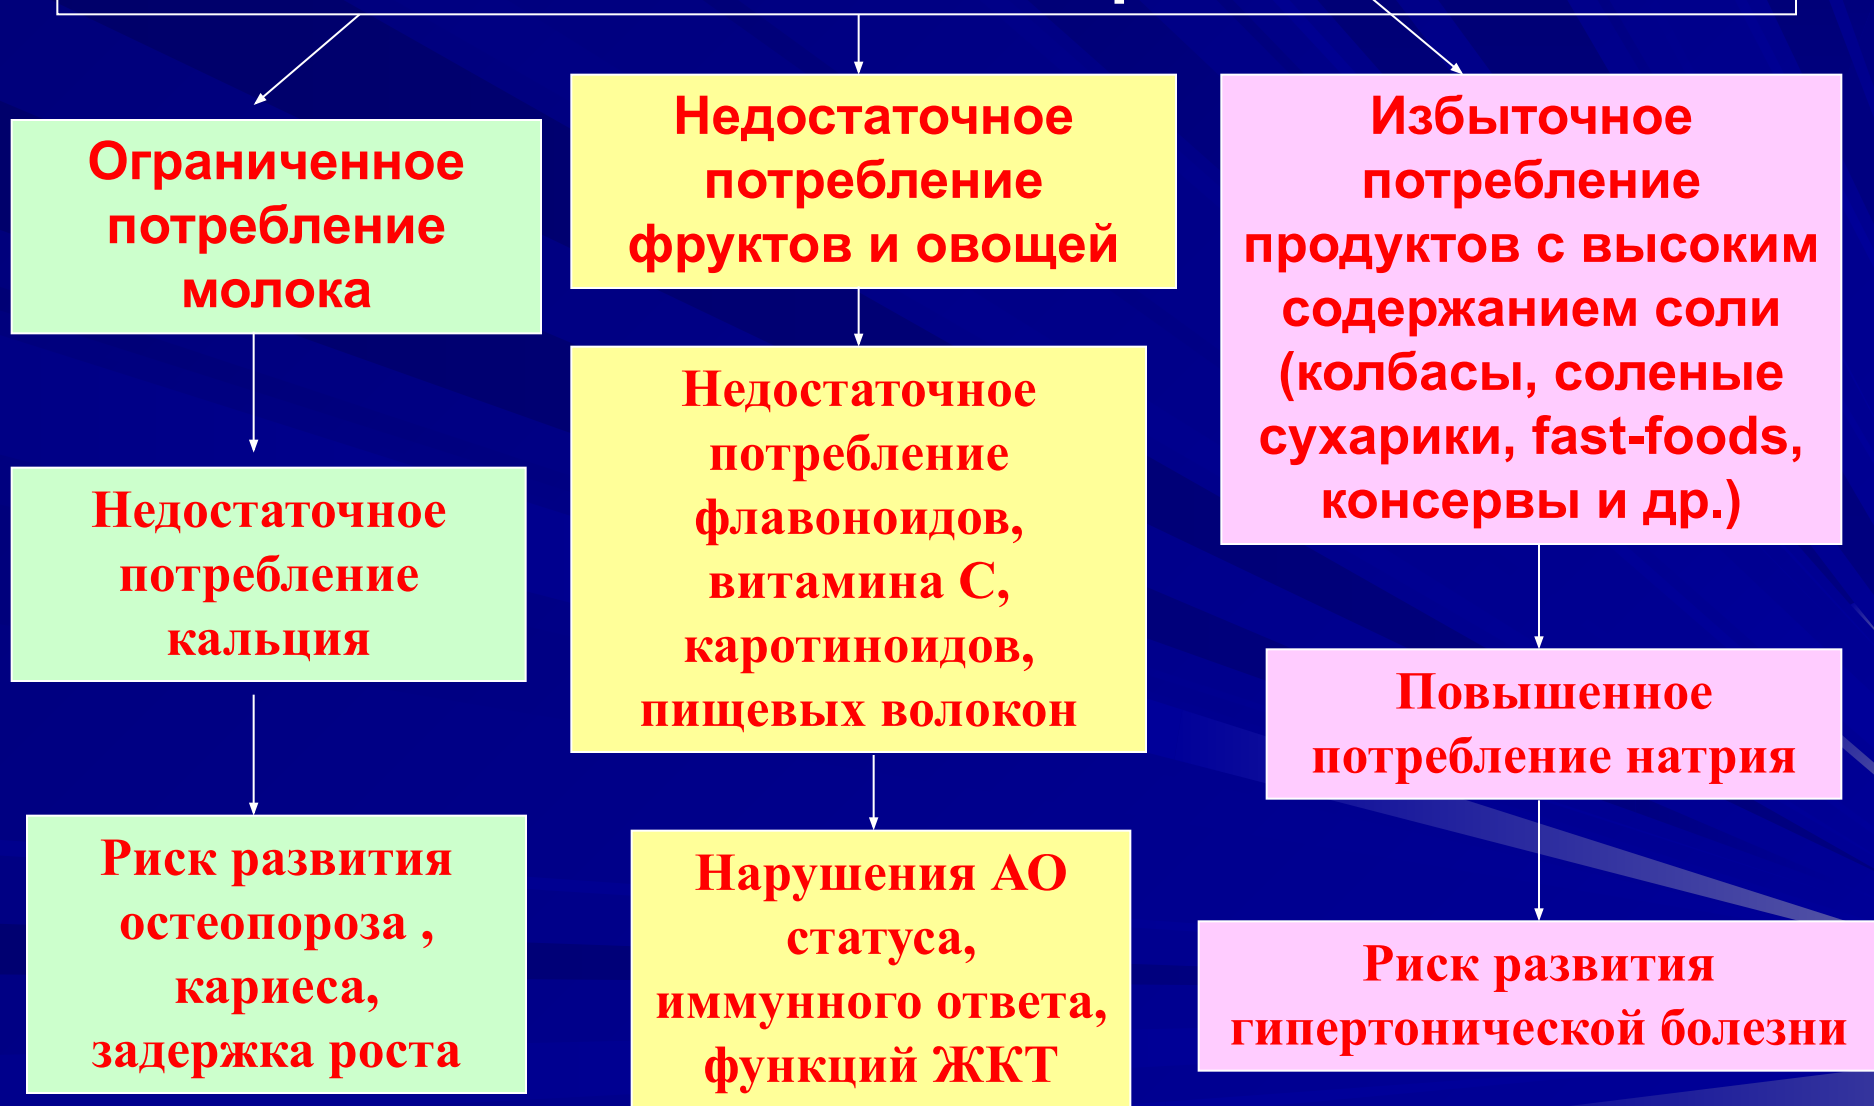 Ограниченное
потребление
молока
Недостаточное
потребление
кальция
Риск развития
остеопороза ,
кариеса,
задержка роста
Недостаточное
потребление
фруктов и овощей
Недостаточное
потребление
флавоноидов,
витамина С,
каротиноидов,
пищевых волокон
Нарушения АО
статуса,
иммунного ответа,
функций ЖКТ
Избыточное
потребление
продуктов с высоким
содержанием соли
(колбасы, соленые
сухарики, fast-foods,
консервы и др.)
Повышенное
потребление натрия
Риск развития
гипертонической болезни